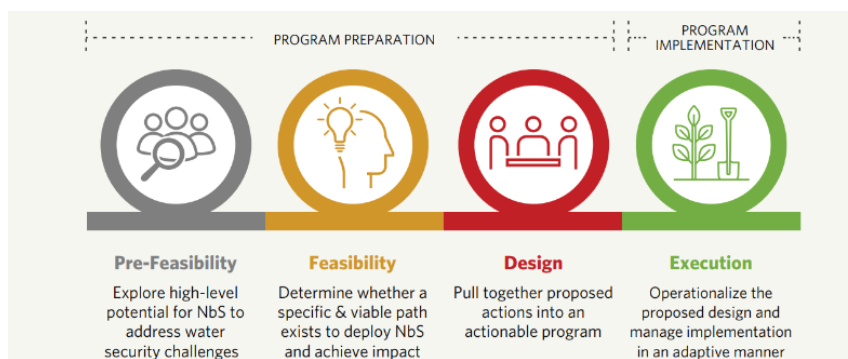 PROGRAM PREPARATION
PROGRAM
IMPLEMENTATION
Pre-Feasibility
Explore high-level
potential for NbS to
address water
security challenges
Feasibility
Determine whether a
specific & viable path
exists to deploy NbS
and achieve impact
Design
Pull together proposed
actions into an
actionable program
Execution
Operationalize the
proposed design and
manage implementation
in an adaptive manner